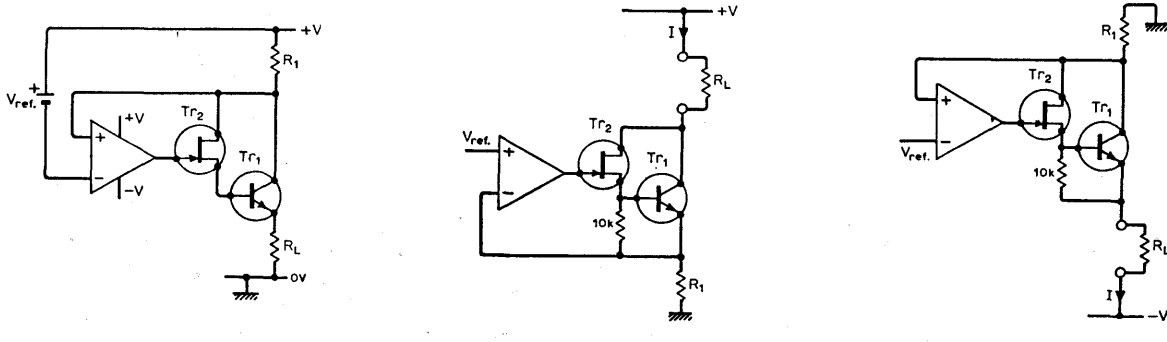 +V
R1
+
Vref.
Tr2
+V
+
Tr1
−
−V
RL
0V
+V
I
RL
Tr2
Vref.
+
Tr1
−
10k
R1
R1
Tr2
Tr1
+
−
Vref.
10k
RL
I
−V